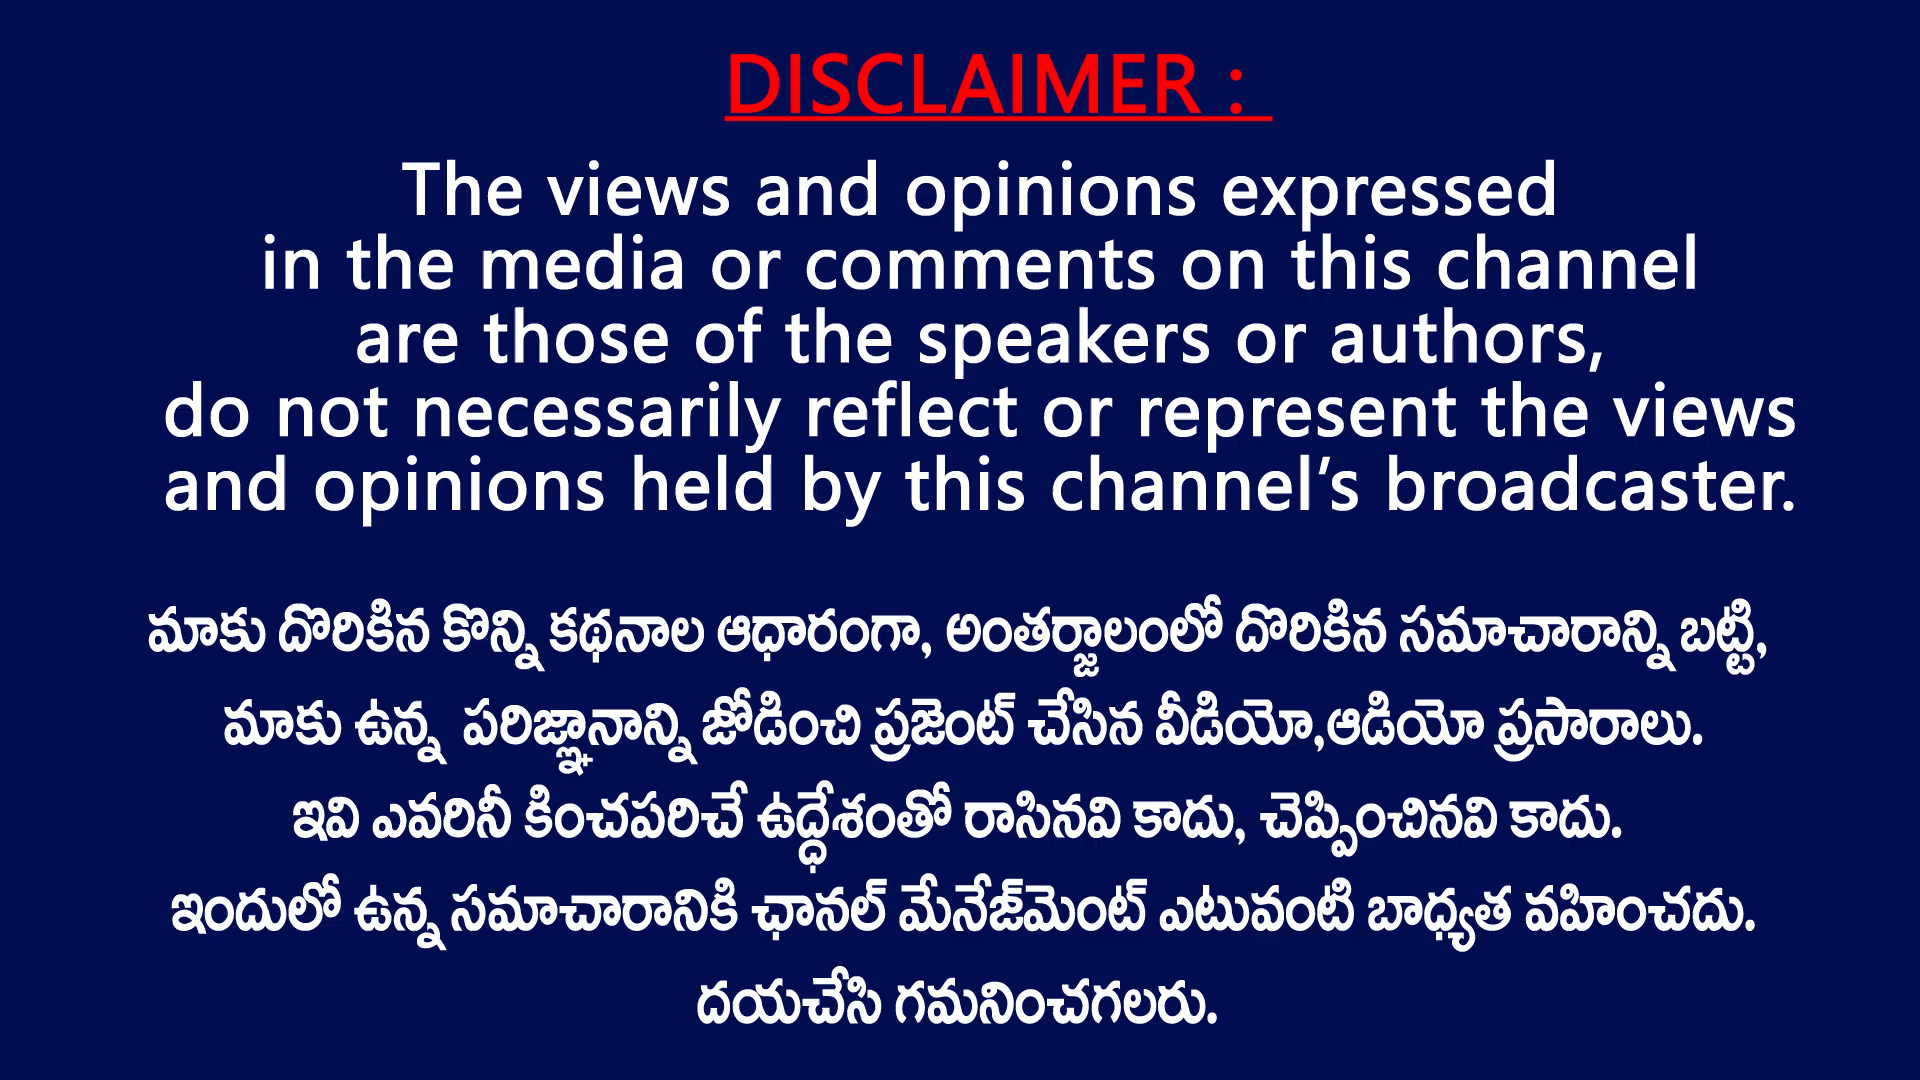 DISCLAIMER :
The views and opinions expressed
in the media or comments on this channel
are those of the speakers or authors,
do not necessarily reflect or represent the views
and opinions held by this channel’s broadcaster.
మాకు దొరికిన కొన్ని కథనాల ఆధారంగా, అంతర్జాలంలో దొరికిన సమాచారాన్ని బట్టి,
మాకు ఉన్న పరిజ్ఞానాన్ని జోడించి ప్రజెంట్ చేసిన వీడియో,ఆడియో ప్రసారాలు.
ఇవి ఎవరినీ కించపరిచే ఉద్ధేశంతో రాసినవి కాదు, చెప్పించినవి కాదు.
ఇందులో ఉన్న సమాచారానికి ఛానల్ మేనేజ్‌మెంట్ ఎటువంటి బాధ్యత వహించదు.
దయచేసి గమనించగలరు.